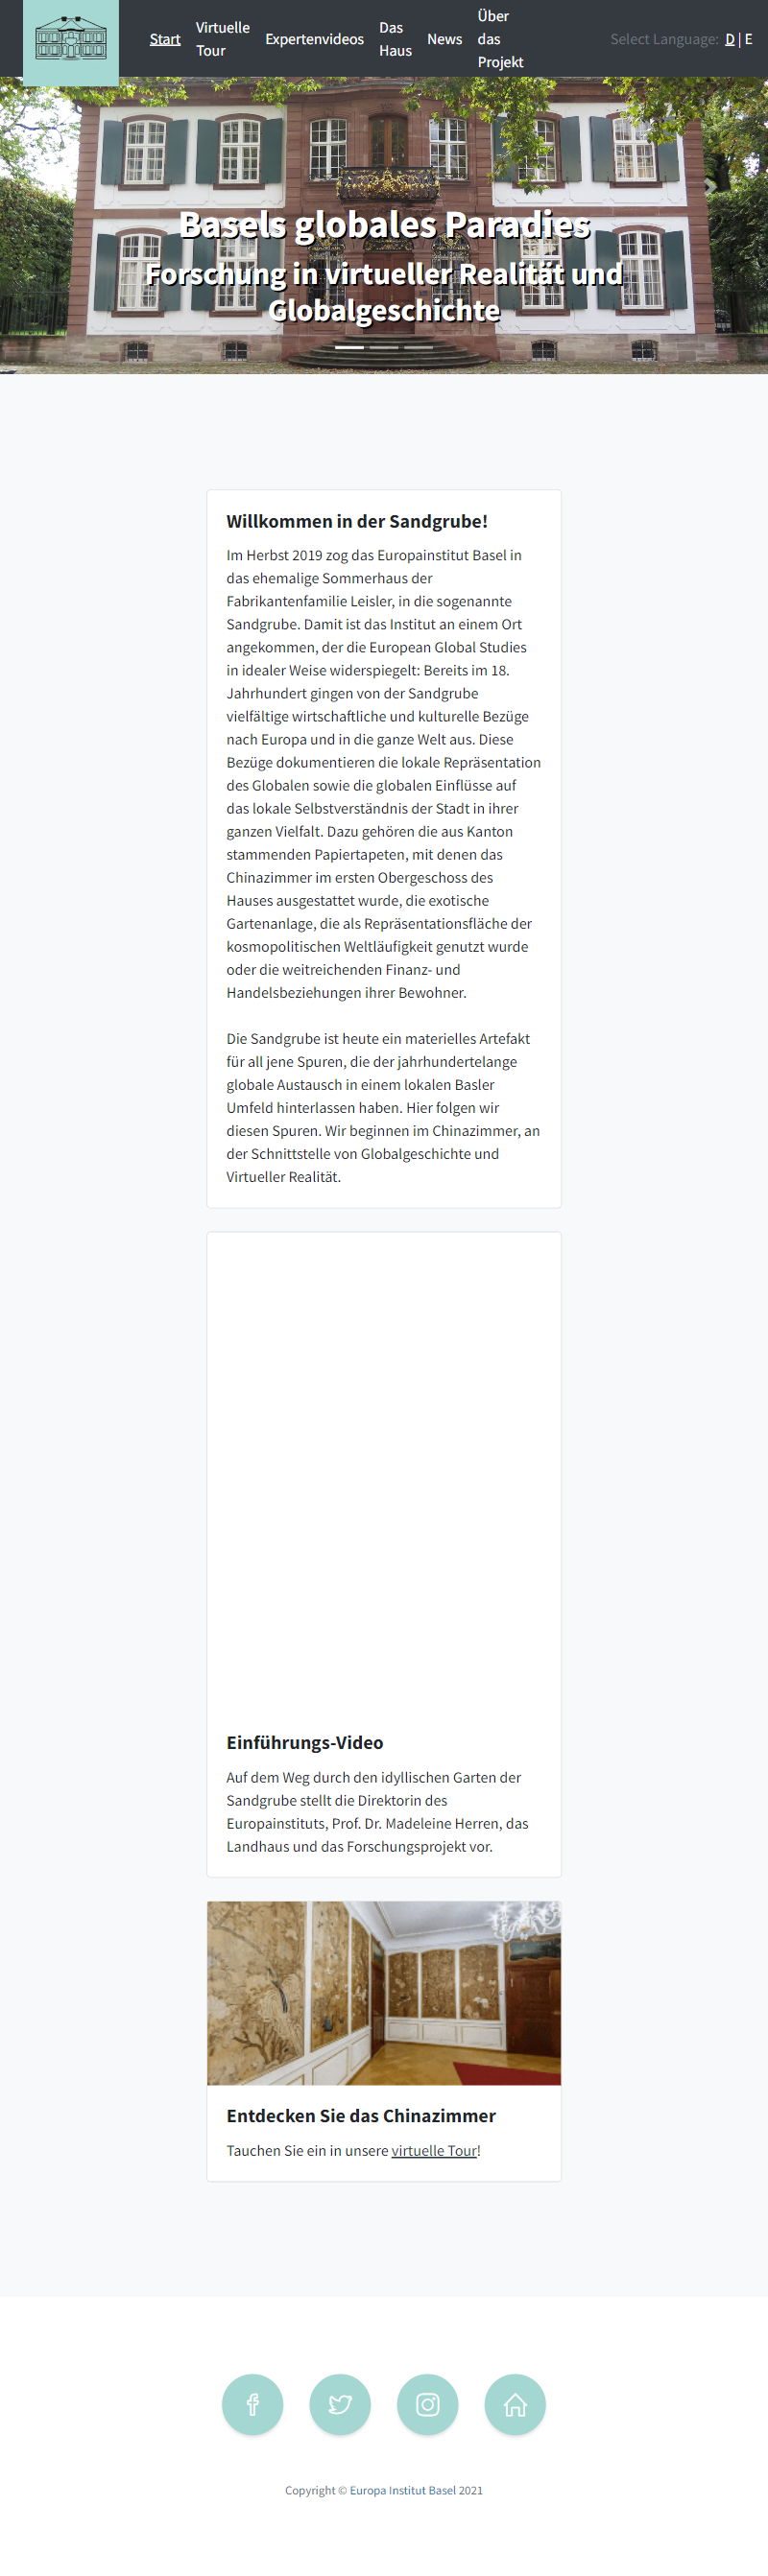 Start
Virtuelle
Tour
Expertenvideos
Das
Haus
News
Über
das
Projekt
Select Language: D | E
Basels globales Paradies
Forschung in virtueller Realität und
Globalgeschichte
Willkommen in der Sandgrube!
Im Herbst 2019 zog das Europainstitut Basel in
das ehemalige Sommerhaus der
Fabrikantenfamilie Leisler, in die sogenannte
Sandgrube. Damit ist das Institut an einem Ort
angekommen, der die European Global Studies
in idealer Weise widerspiegelt: Bereits im 18.
Jahrhundert gingen von der Sandgrube
vielfältige wirtschaftliche und kulturelle Bezüge
nach Europa und in die ganze Welt aus. Diese
Bezüge dokumentieren die lokale Repräsentation
des Globalen sowie die globalen Einflüsse auf
das lokale Selbstverständnis der Stadt in ihrer
ganzen Vielfalt. Dazu gehören die aus Kanton
stammenden Papiertapeten, mit denen das
Chinazimmer im ersten Obergeschoss des
Hauses ausgestattet wurde, die exotische
Gartenanlage, die als Repräsentationsfläche der
kosmopolitischen Weltläufigkeit genutzt wurde
oder die weitreichenden Finanz- und
Handelsbeziehungen ihrer Bewohner.
Die Sandgrube ist heute ein materielles Artefakt
für all jene Spuren, die der jahrhundertelange
globale Austausch in einem lokalen Basler
Umfeld hinterlassen haben. Hier folgen wir
diesen Spuren. Wir beginnen im Chinazimmer, an
der Schnittstelle von Globalgeschichte und
Virtueller Realität.
Einführungs-Video
Auf dem Weg durch den idyllischen Garten der
Sandgrube stellt die Direktorin des
Europainstituts, Prof. Dr. Madeleine Herren, das
Landhaus und das Forschungsprojekt vor.
Entdecken Sie das Chinazimmer
Tauchen Sie ein in unsere virtuelle Tour!
Copyright © Europa Institut Basel 2021